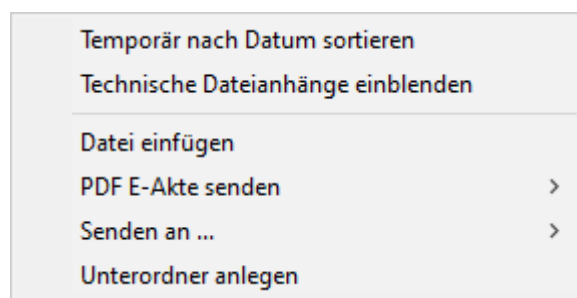 Temporär nach Datum sortieren
Technische Dateianhänge einblenden
Datei einfügen
PDF E-Akte senden
Senden an ...
Unterordner anlegen